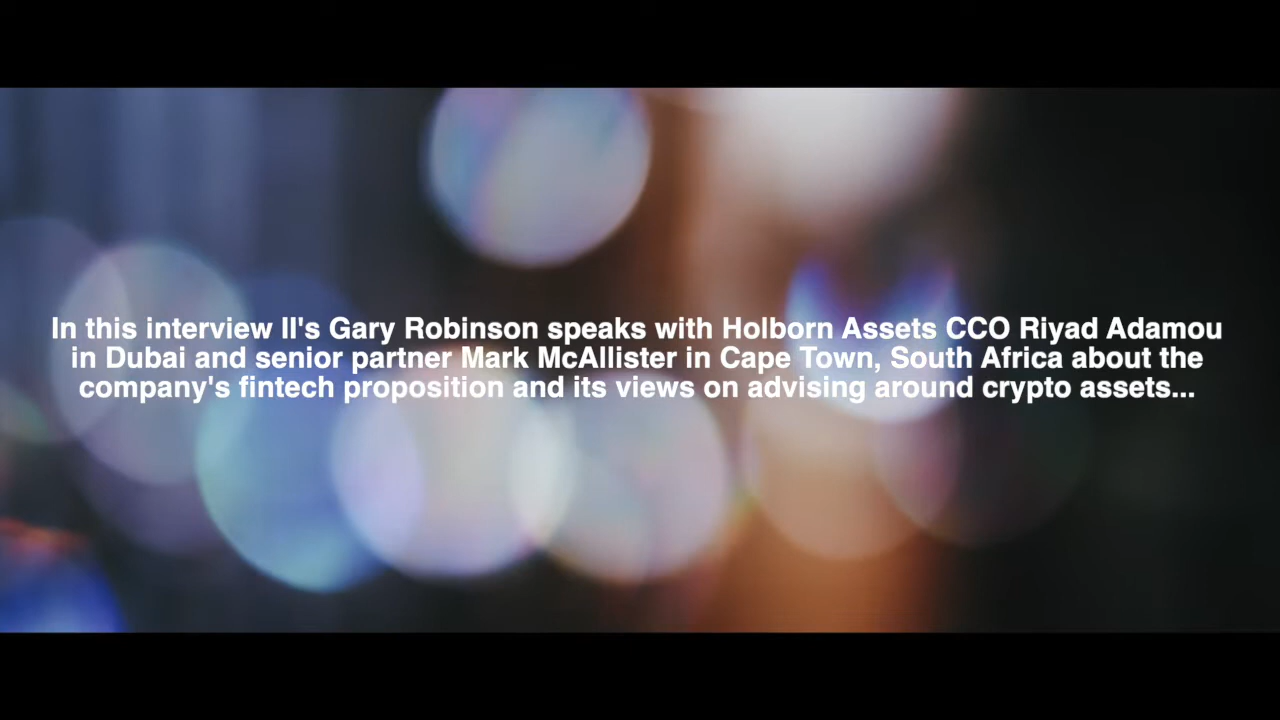 In this interview II's Gary Robinson speaks with Holborn Assets CCO Riyad Adamou
in Dubai and senior partner Mark McAllister in Cape Town, South Africa about the
company's fintech proposition and its views on advising around crypto assets...